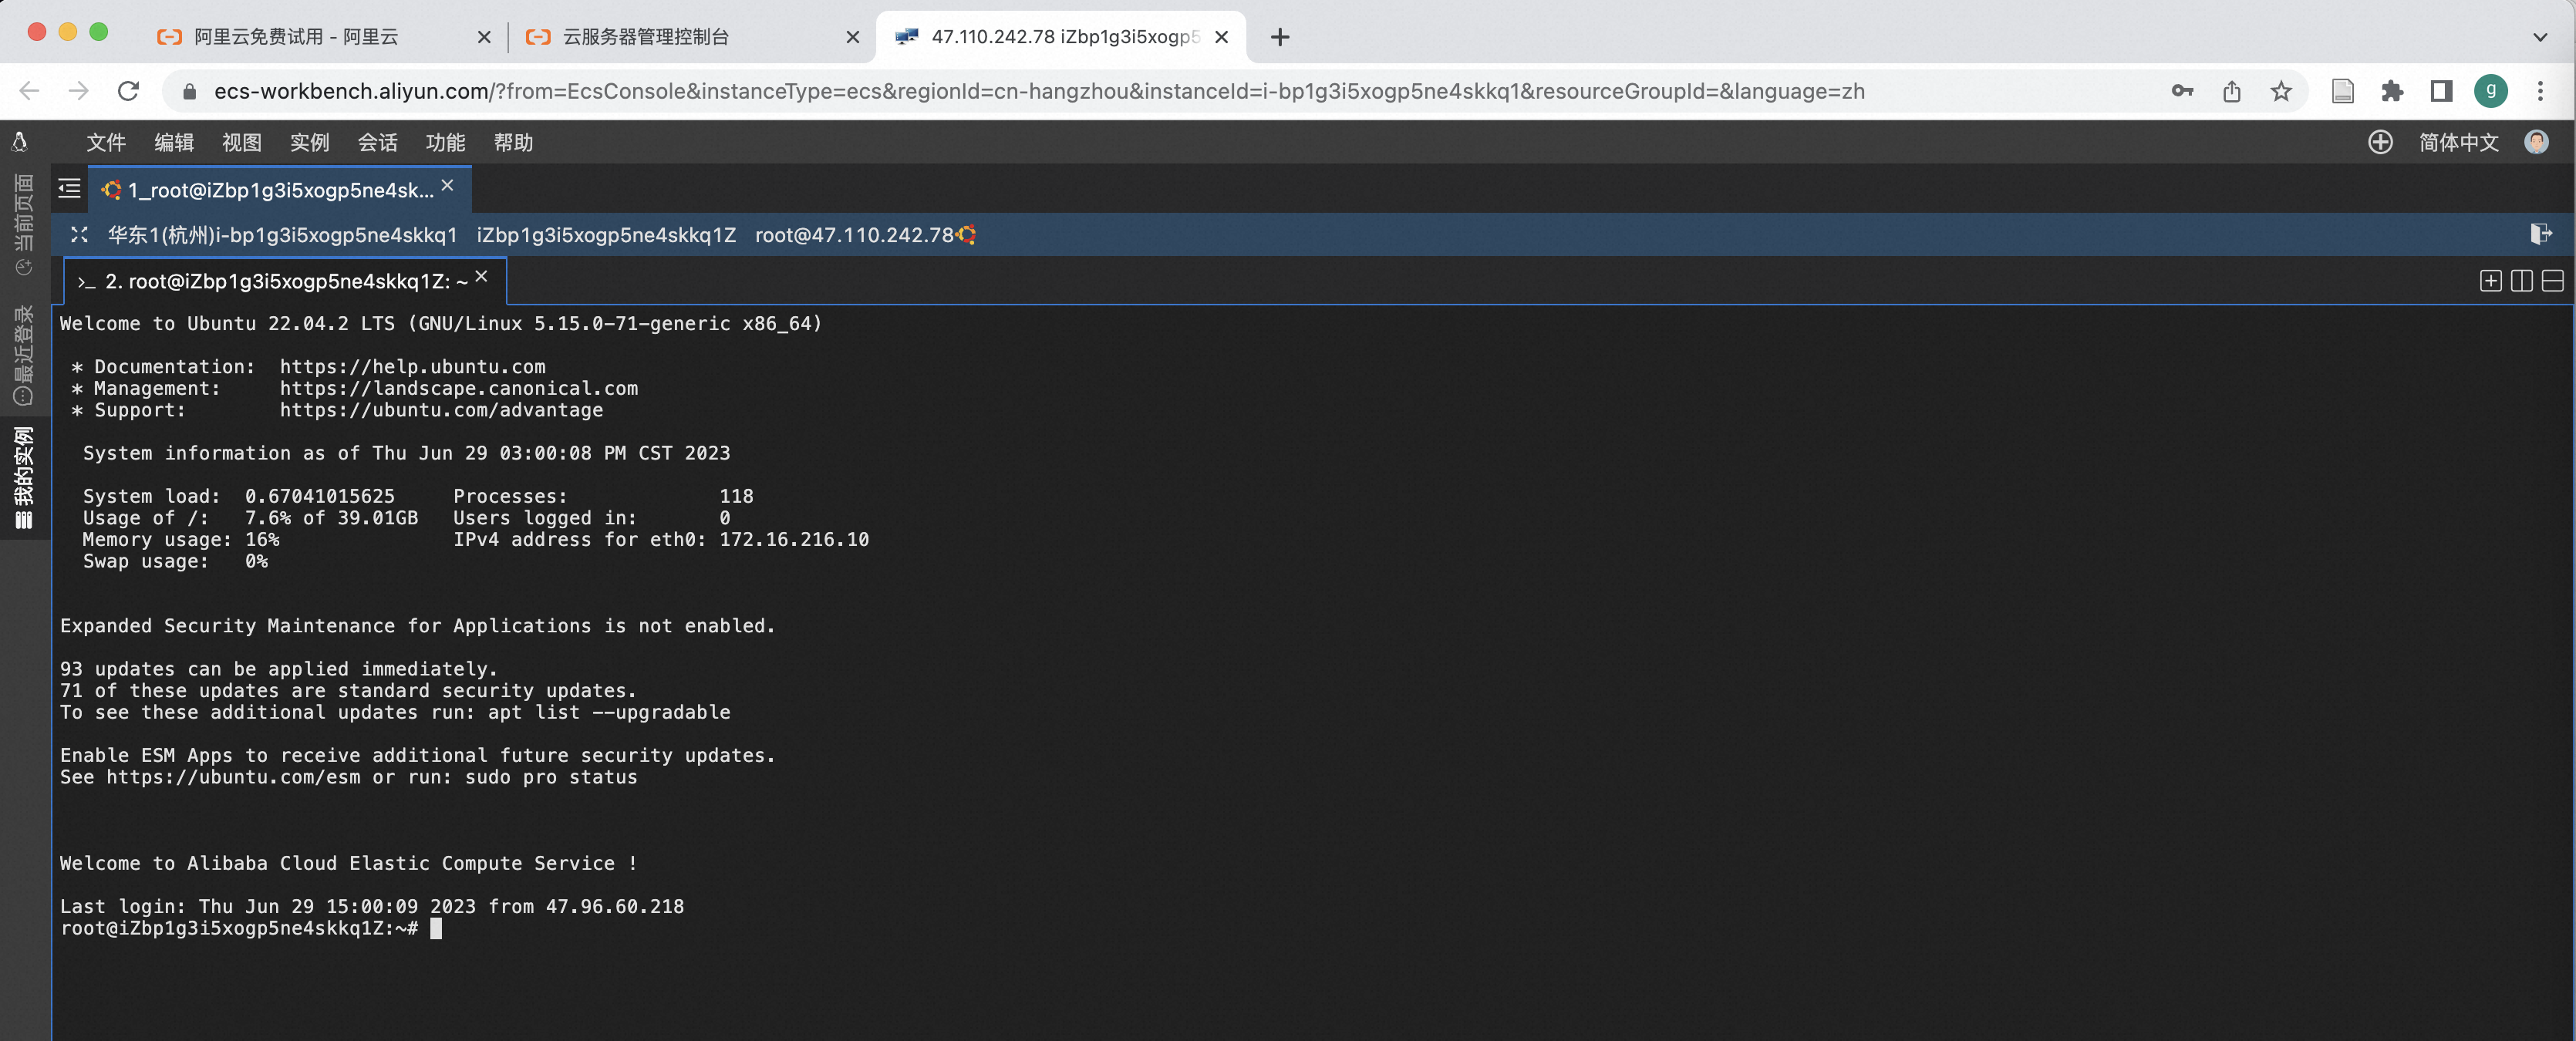 阿里云免费试用 - 阿里云
云服务器管理控制台
47.110.242.78 iZbp1g3i5xogp5
ecs-workbench.aliyun.com/?from=EcsConsole&instanceType=ecs&regionId=cn-hangzhou&instanceId=i-bp1g3i5xogp5ne4skkq1&resourceGroupId=&language=zh
g
文件 编辑 视图 实例 会话 功能 帮助
简体中文
当前页面
最近登录
我的实例
1_root@iZbp1g3i5xogp5ne4sk...
华东1(杭州)i-bp1g3i5xogp5ne4skkq1 iZbp1g3i5xogp5ne4skkq1Z root@47.110.242.78
>_ 2. root@iZbp1g3i5xogp5ne4skkq1Z: ~
Welcome to Ubuntu 22.04.2 LTS (GNU/Linux 5.15.0-71-generic x86_64)
* Documentation: https://help.ubuntu.com
* Management: https://landscape.canonical.com
* Support: https://ubuntu.com/advantage
System information as of Thu Jun 29 03:00:08 PM CST 2023
System load: 0.67041015625 Processes: 118
Usage of /: 7.6% of 39.01GB Users logged in: 0
Memory usage: 16% IPv4 address for eth0: 172.16.216.10
Swap usage: 0%
Expanded Security Maintenance for Applications is not enabled.
93 updates can be applied immediately.
71 of these updates are standard security updates.
To see these additional updates run: apt list --upgradable
Enable ESM Apps to receive additional future security updates.
See https://ubuntu.com/esm or run: sudo pro status
Welcome to Alibaba Cloud Elastic Compute Service !
Last login: Thu Jun 29 15:00:09 2023 from 47.96.60.218
root@iZbp1g3i5xogp5ne4skkq1Z:~#